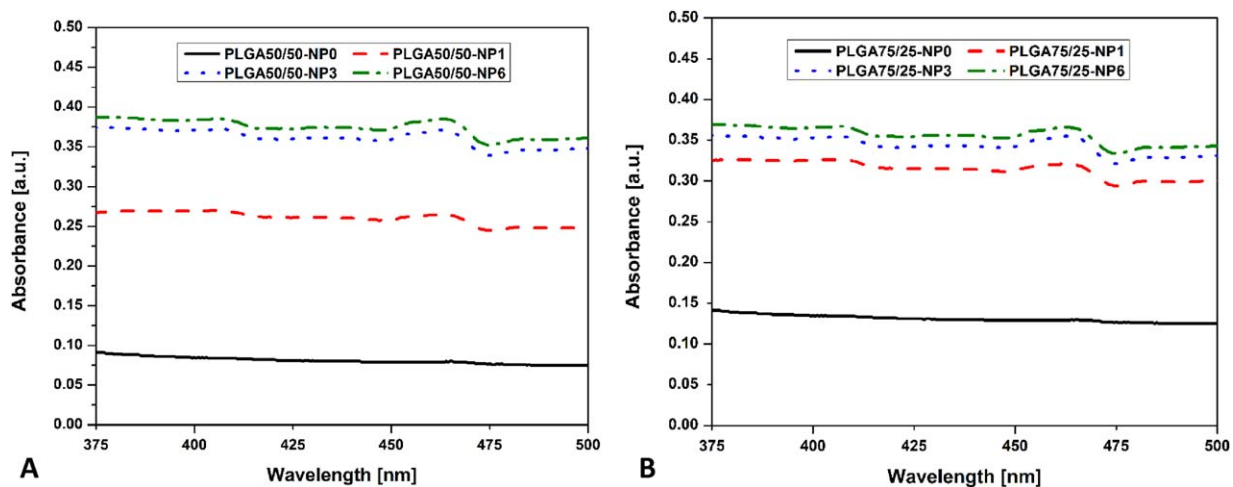 PLGA50/50-NP0 PLGA50/50-NP1
PLGA50/50-NP3 PLGA50/50-NP6
0.50
0.45
0.40
0.35
0.30
0.25
0.20
0.15
0.10
0.05
0.00
Absorbance [a.u.]
375 400 425 450 475 500
Wavelength [nm]
A
PLGA75/25-NP0 PLGA75/25-NP1
PLGA75/25-NP3 PLGA75/25-NP6
0.50
0.45
0.40
0.35
0.30
0.25
0.20
0.15
0.10
0.05
0.00
Absorbance [a.u.]
375 400 425 450 475 500
Wavelength [nm]
B